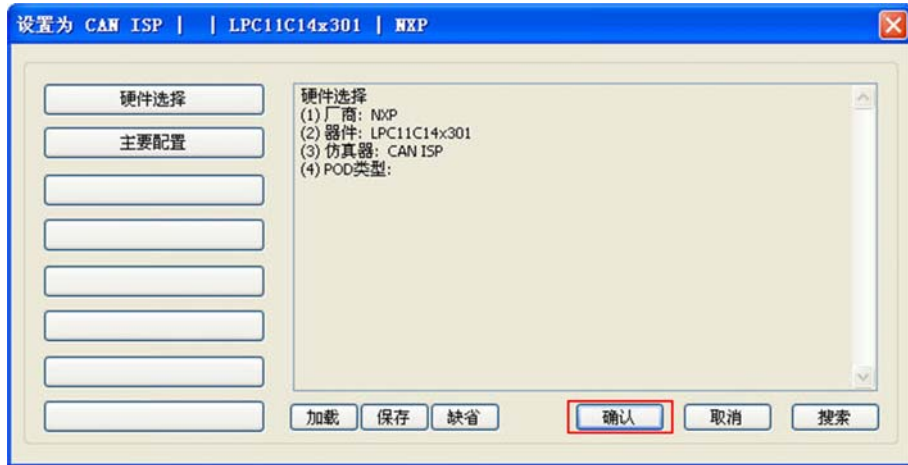 设置为 CAN ISP |   | LPC11C14x301 | NXP
硬件选择
主要配置
硬件选择
(1)厂商: NXP
(2)器件: LPC11C14x301
(3)仿真器: CAN ISP
(4)POD类型:
加载 保存 缺省 确认 取消 搜索